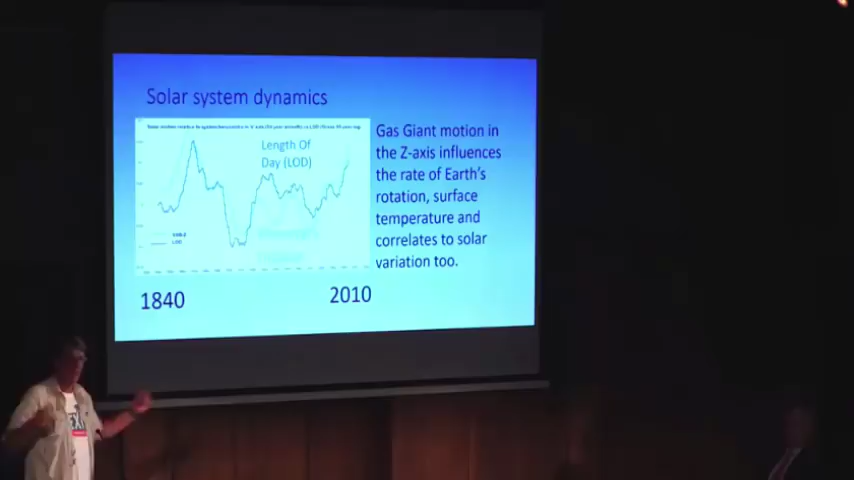 Solar system dynamics
Length Of
Day (LOD)
LOD
Gas Giant motion in
the Z-axis influences
the rate of Earth's
rotation, surface
temperature and
correlates to solar
variation too.
1840
2010